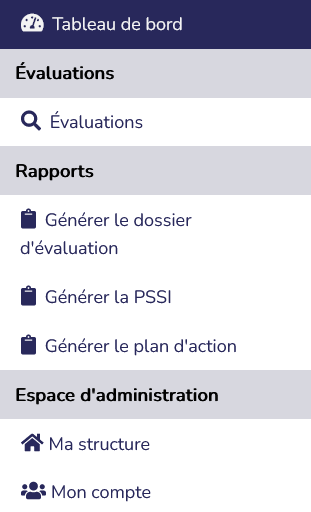 Tableau de bord
Évaluations
Évaluations
Rapports
Générer le dossier
d'évaluation
Générer la PSSI
Générer le plan d'action
Espace d'administration
Ma structure
Mon compte